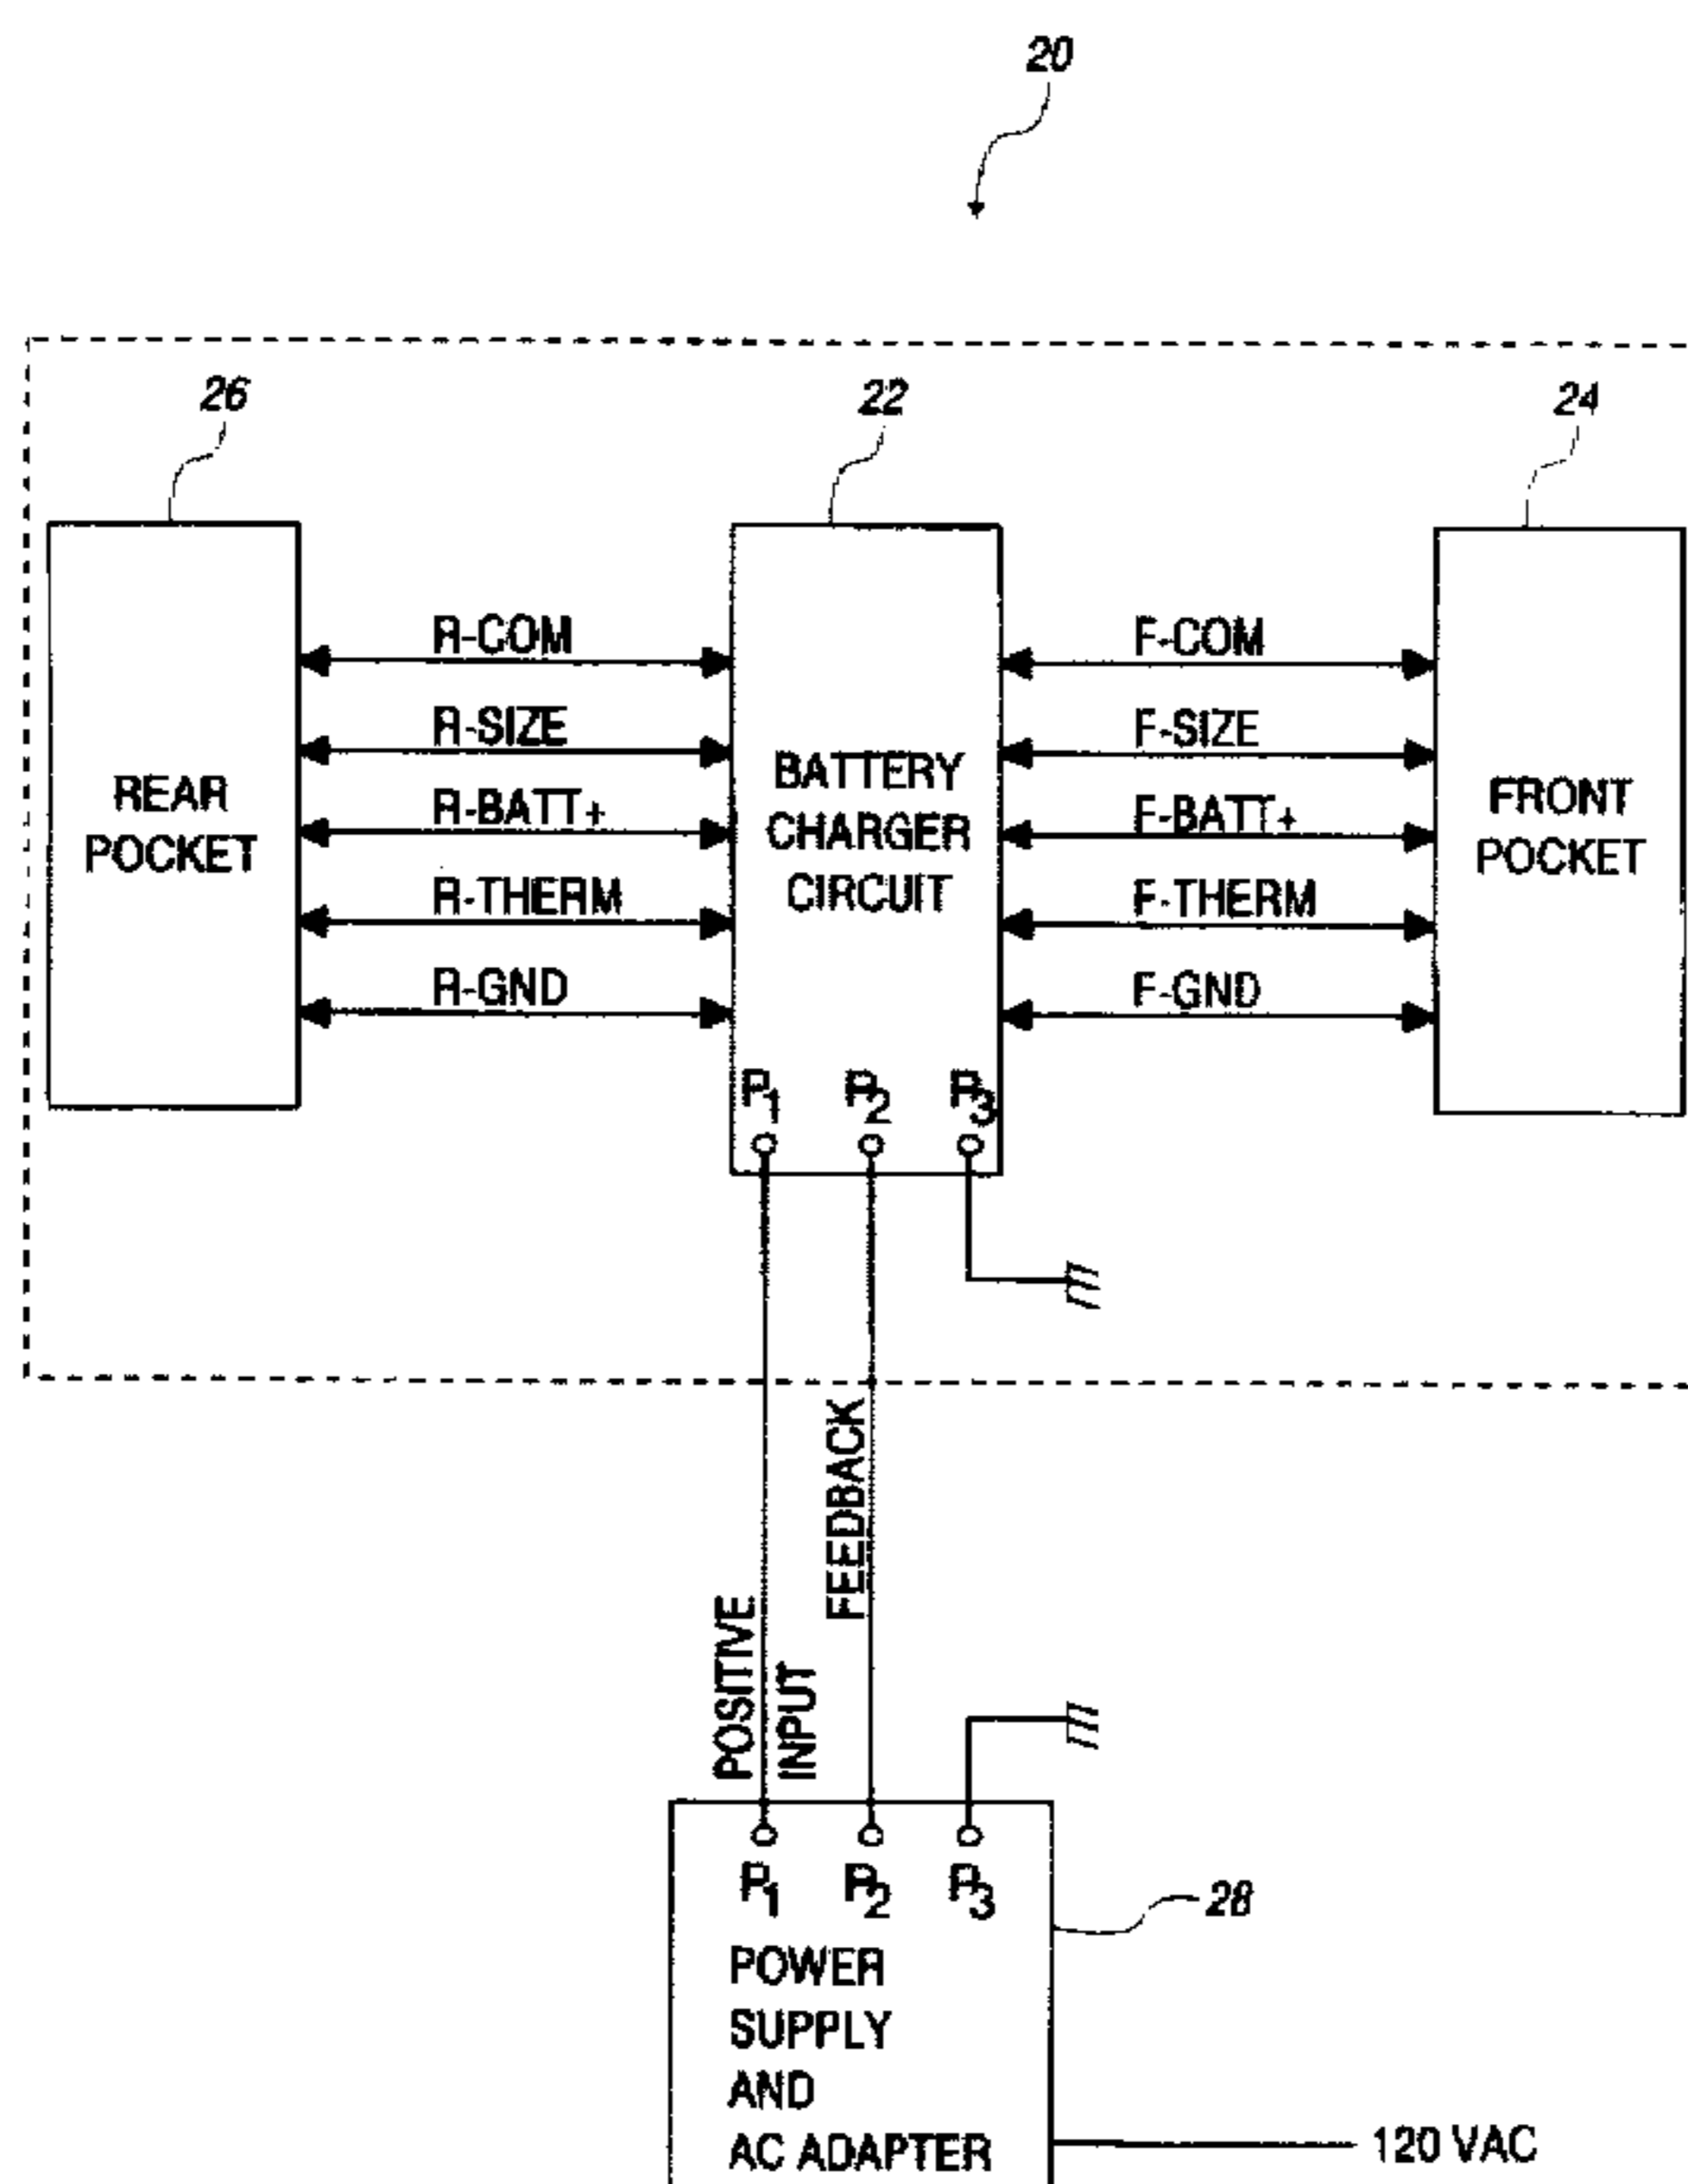 20
26
22
24
R-COM
R-SIZE
R-BATT+
R-THERM
R-GND
REAR
POCKET
BATTERY
CHARGER
CIRCUIT
F-COM
F-SIZE
F-BATT+
F-THERM
F-GND
FRONT
POCKET
P1 P2 P3
POSITIVE
INPUT
FEEDBACK
P1 P2 P3
28
POWER
SUPPLY
AND
AC ADAPTER
120 VAC